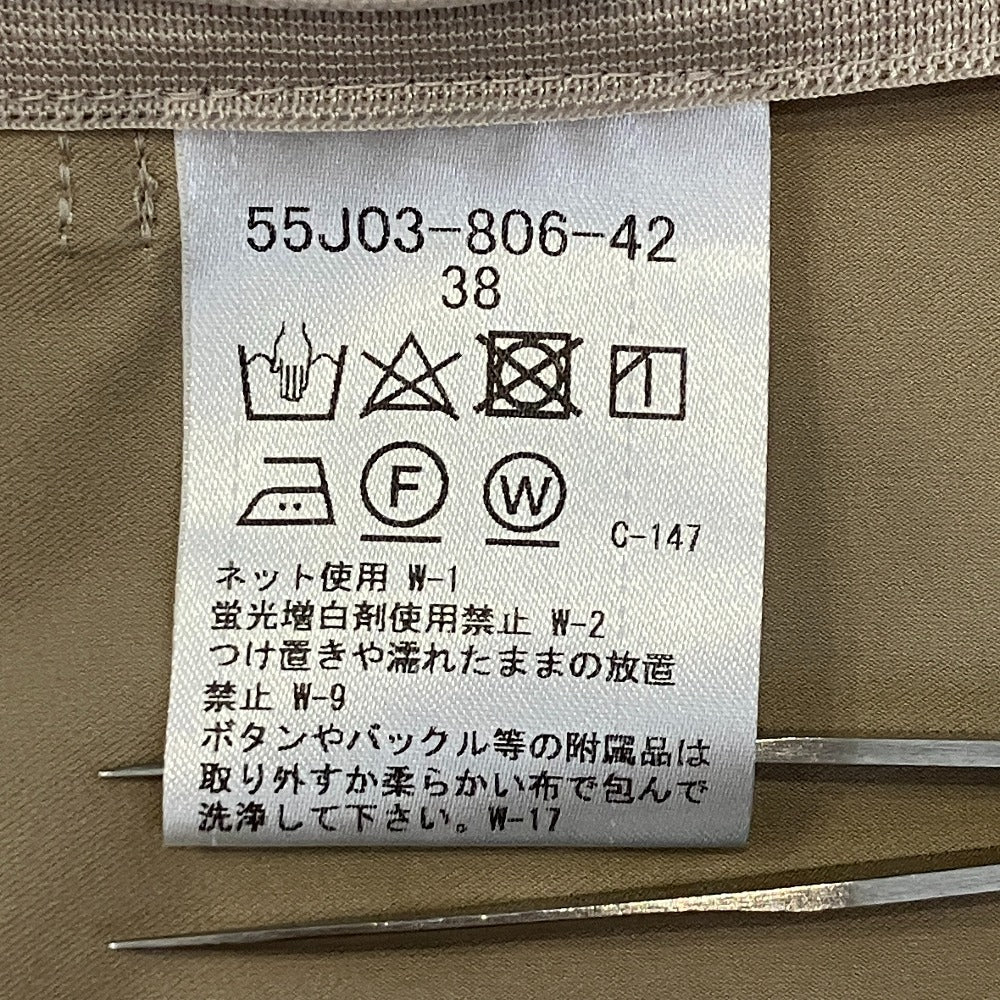 55J03-806-42
38
F
W
C-147
ネット使用 W-1
蛍光増白剤使用禁止 W-2
つけ置きや濡れたままの放置
禁止 W-9
ボタンやバックル等の附属品は
取り外すか柔らかい布で包んで
洗浄して下さい。W-17